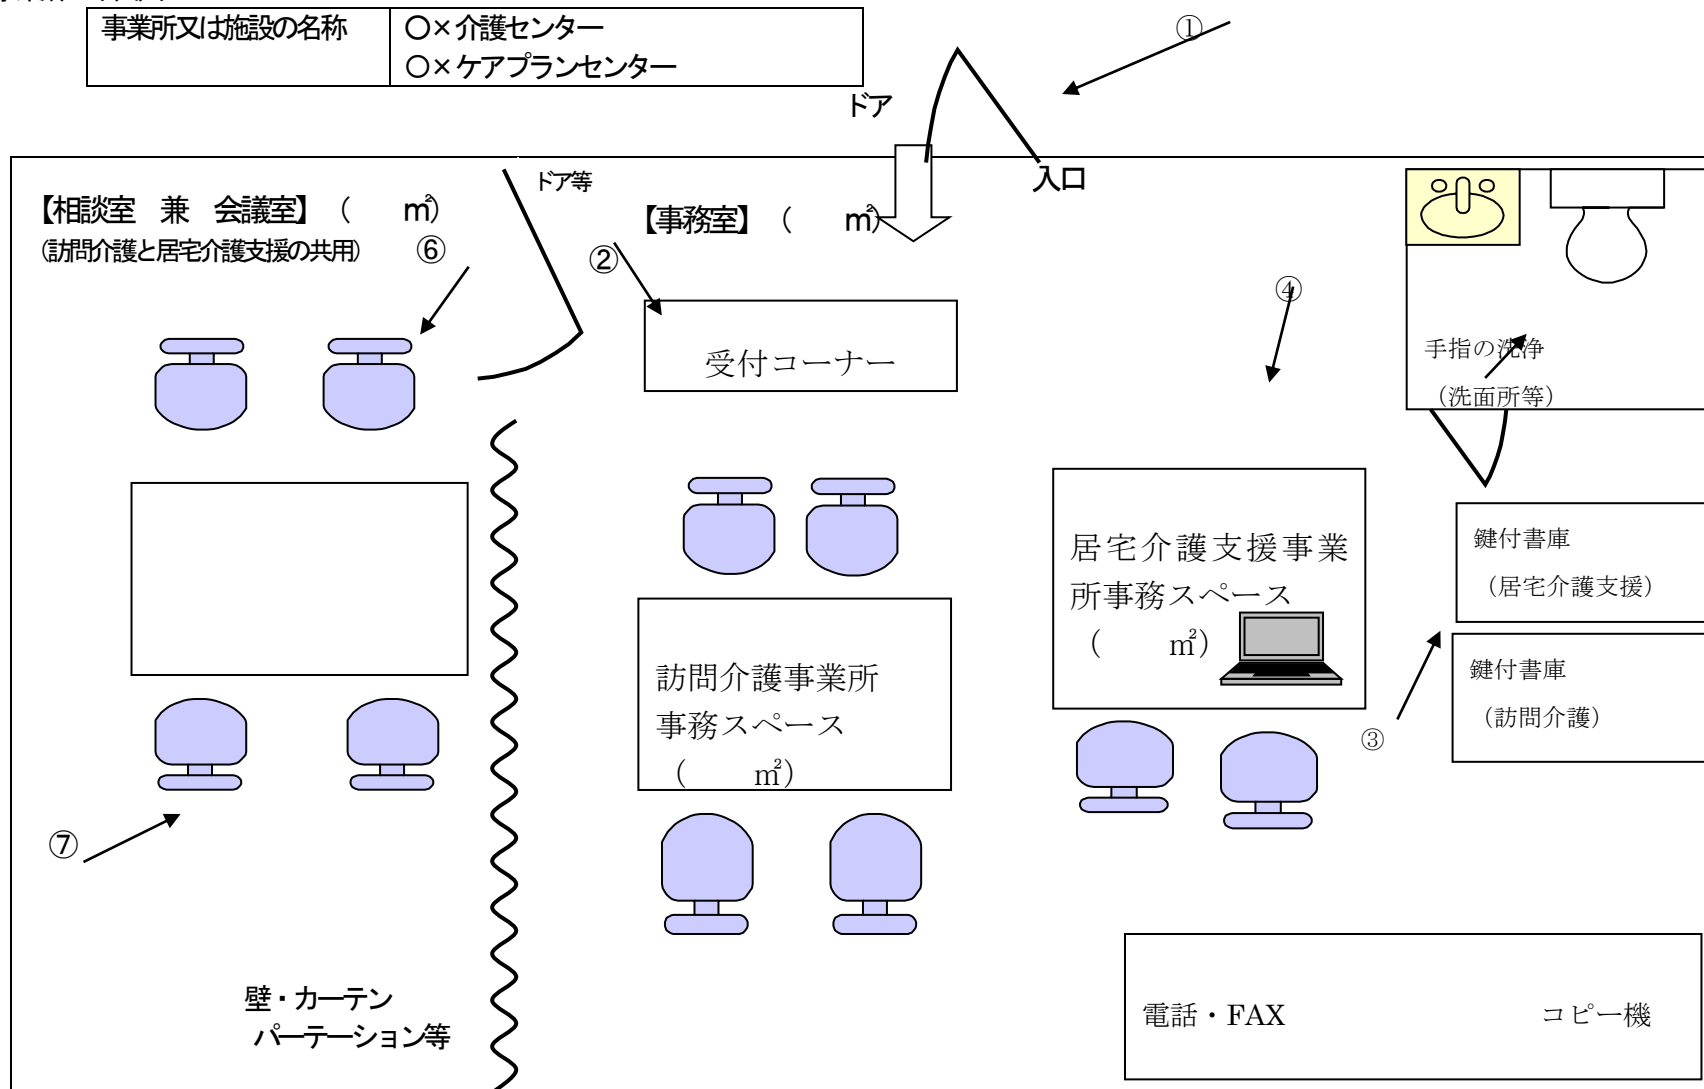 事業所又は施設の名称
〇×介護センター
〇×ケアプランセンター
①
ドア
入口
ドア等
【相談室　兼　会議室】（　　㎡）
（訪問介護と居宅介護支援の共用）
⑥
【事務室】（　　㎡）
②
④
受付コーナー
手指の洗浄
（洗面所等）
居宅介護支援事業
所事務スペース
（　　㎡）
鍵付書庫
（居宅介護支援）
鍵付書庫
（訪問介護）
③
訪問介護事業所
事務スペース
（　　㎡）
⑦
壁・カーテン
パーテーション等
電話・FAX　　コピー機